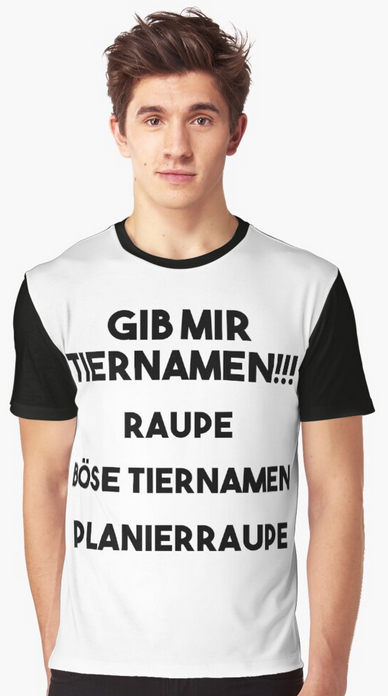 GIB MIR
TIERNAMEN!!!
RAUPE
BÖSE TIERNAMEN
PLANIERRAUPE